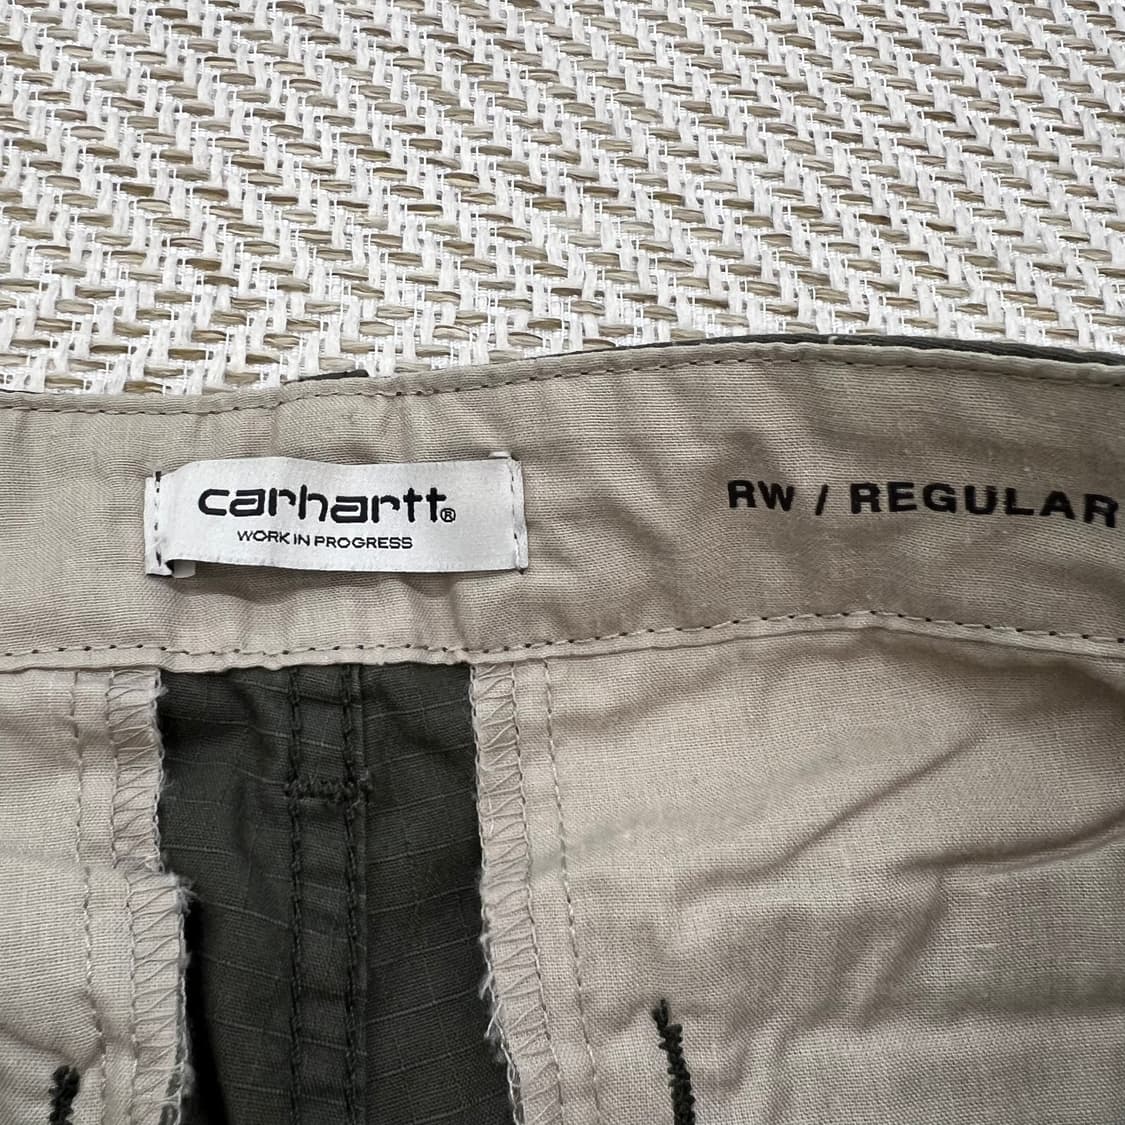 carhartt®
WORK IN PROGRESS
RW / REGULAR